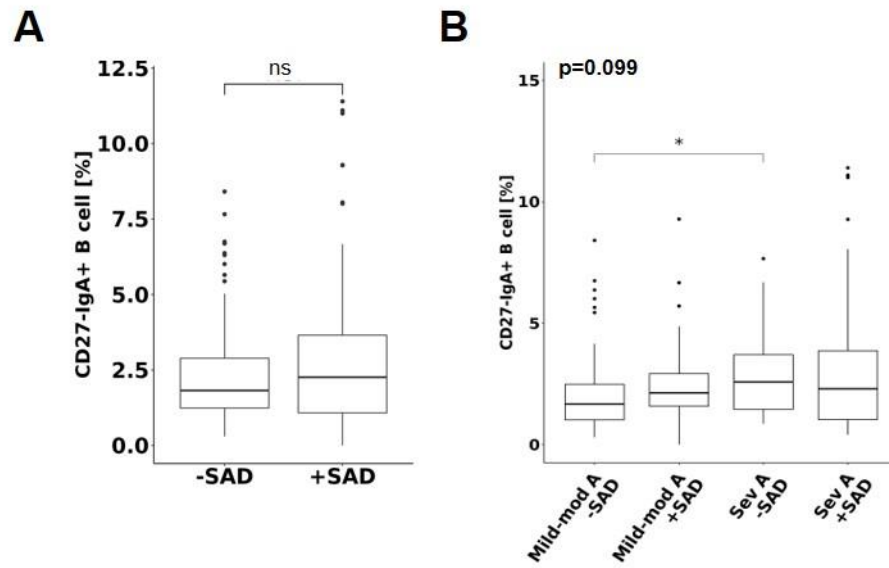 A
ns
CD27-IgA+ B cell [%]
12.5
10.0
7.5
5.0
2.5
0.0
-SAD
+SAD
B
p=0.099
*
CD27-IgA+ B cell [%]
15
10
5
0
Mild-mod A
-SAD
Mild-mod A
+SAD
Sev A
-SAD
Sev A
+SAD